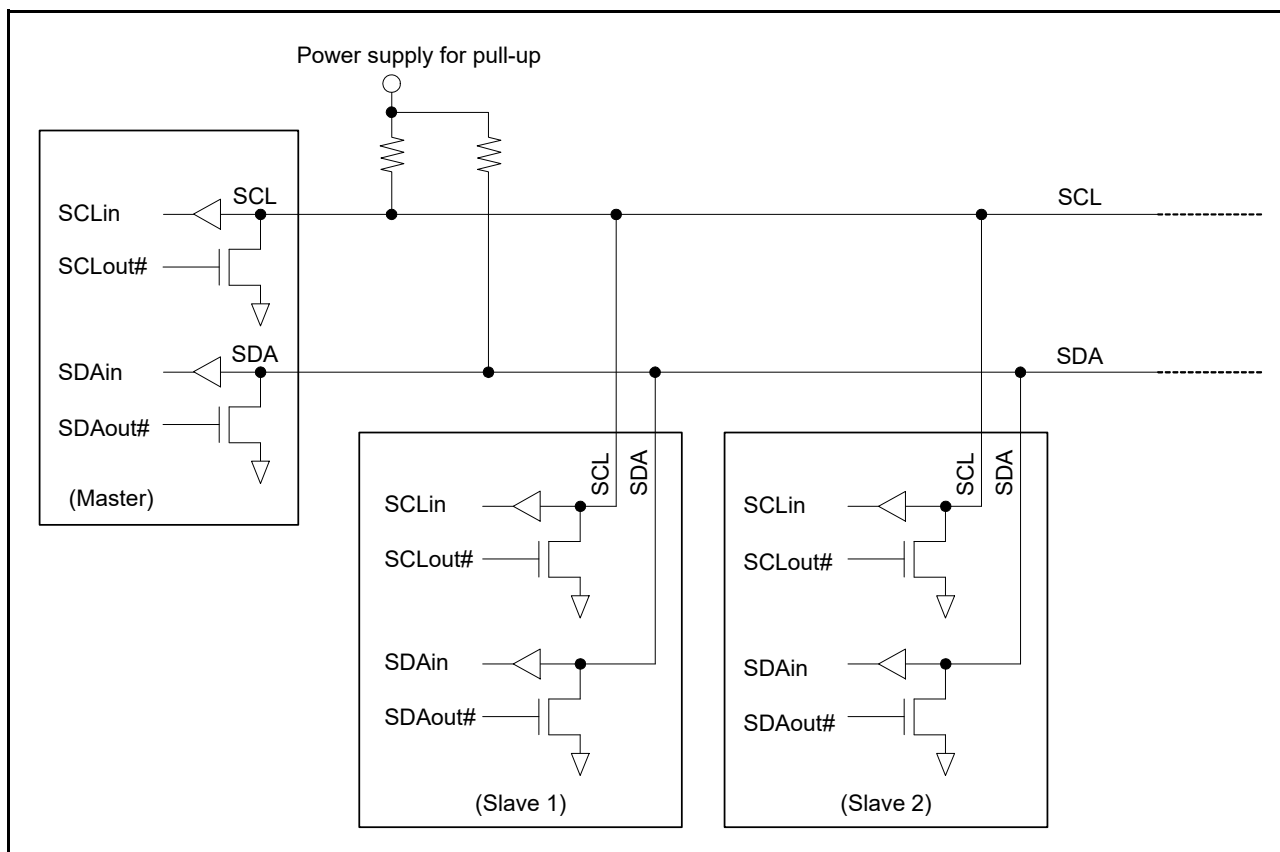 Power supply for pull-up
SCL
SCLin
SCL
SCLout#
SDA
SDAin
SDA
SDAout#
(Master)
SCL
SDA
SCLin
SCLout#
SDAin
SDAout#
(Slave 1)
SCL
SDA
SCLin
SCLout#
SDAin
SDAout#
(Slave 2)